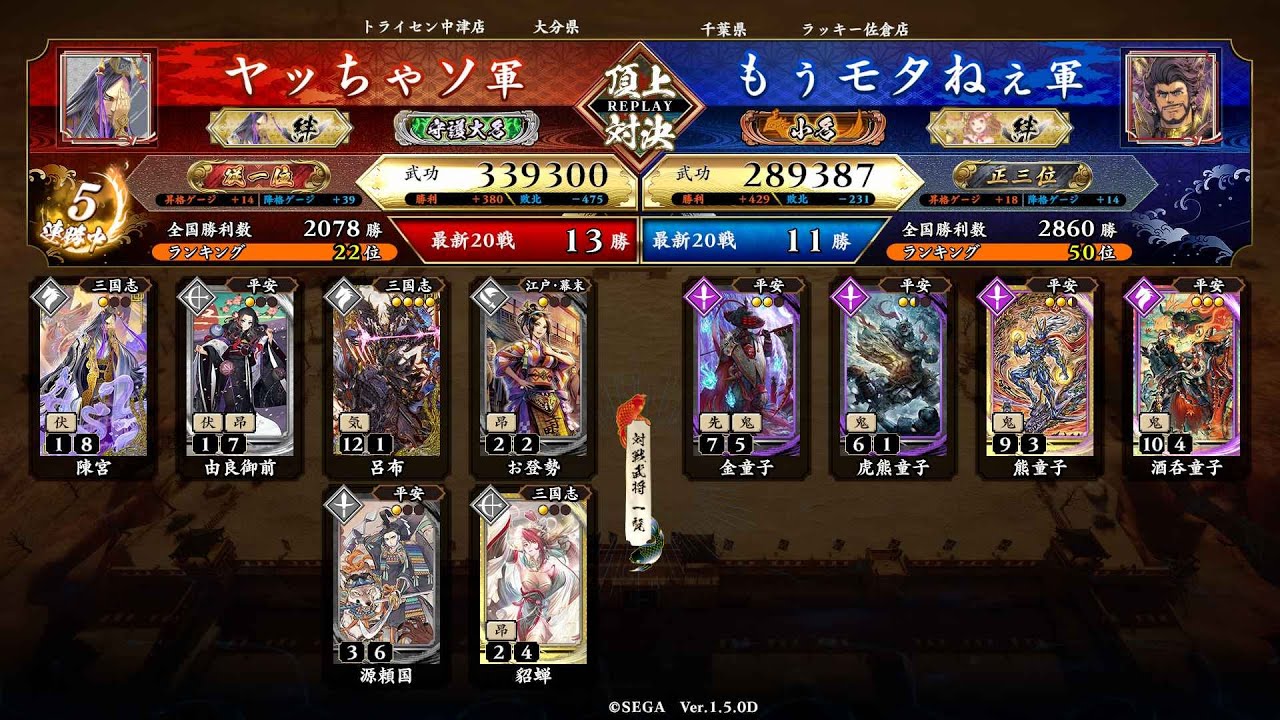 トライセン中津店 大分県
千葉県 ラッキー佐倉店
ヤッちゃソ軍
頂上
REPLAY
対決
もぅモタねぇ軍
絆
守護大名
小名
絆
従一位
昇格ゲージ +14 降格ゲージ +39
武功 339300
勝利 +380 敗北 -475
武功 289387
勝利 +429 敗北 -231
正三位
昇格ゲージ +18 降格ゲージ +14
5
連勝中
全国勝利数 2078 勝
ランキング 22位
最新20戦 13 勝
最新20戦 11 勝
全国勝利数 2860 勝
ランキング 50位
三国志
伏
1 8
陳宮
平安
伏 昂
1 7
由良御前
三国志
気
12 1
呂布
江戸・幕末
昂
2 2
お登勢
平安
3 6
源頼国
三国志
昂
2 4
貂蝉
対戦武将一覧
平安
先 鬼
7 5
金童子
平安
鬼
6 1
虎熊童子
平安
鬼
9 3
熊童子
平安
鬼
10 4
酒呑童子
©SEGA Ver.1.5.0D